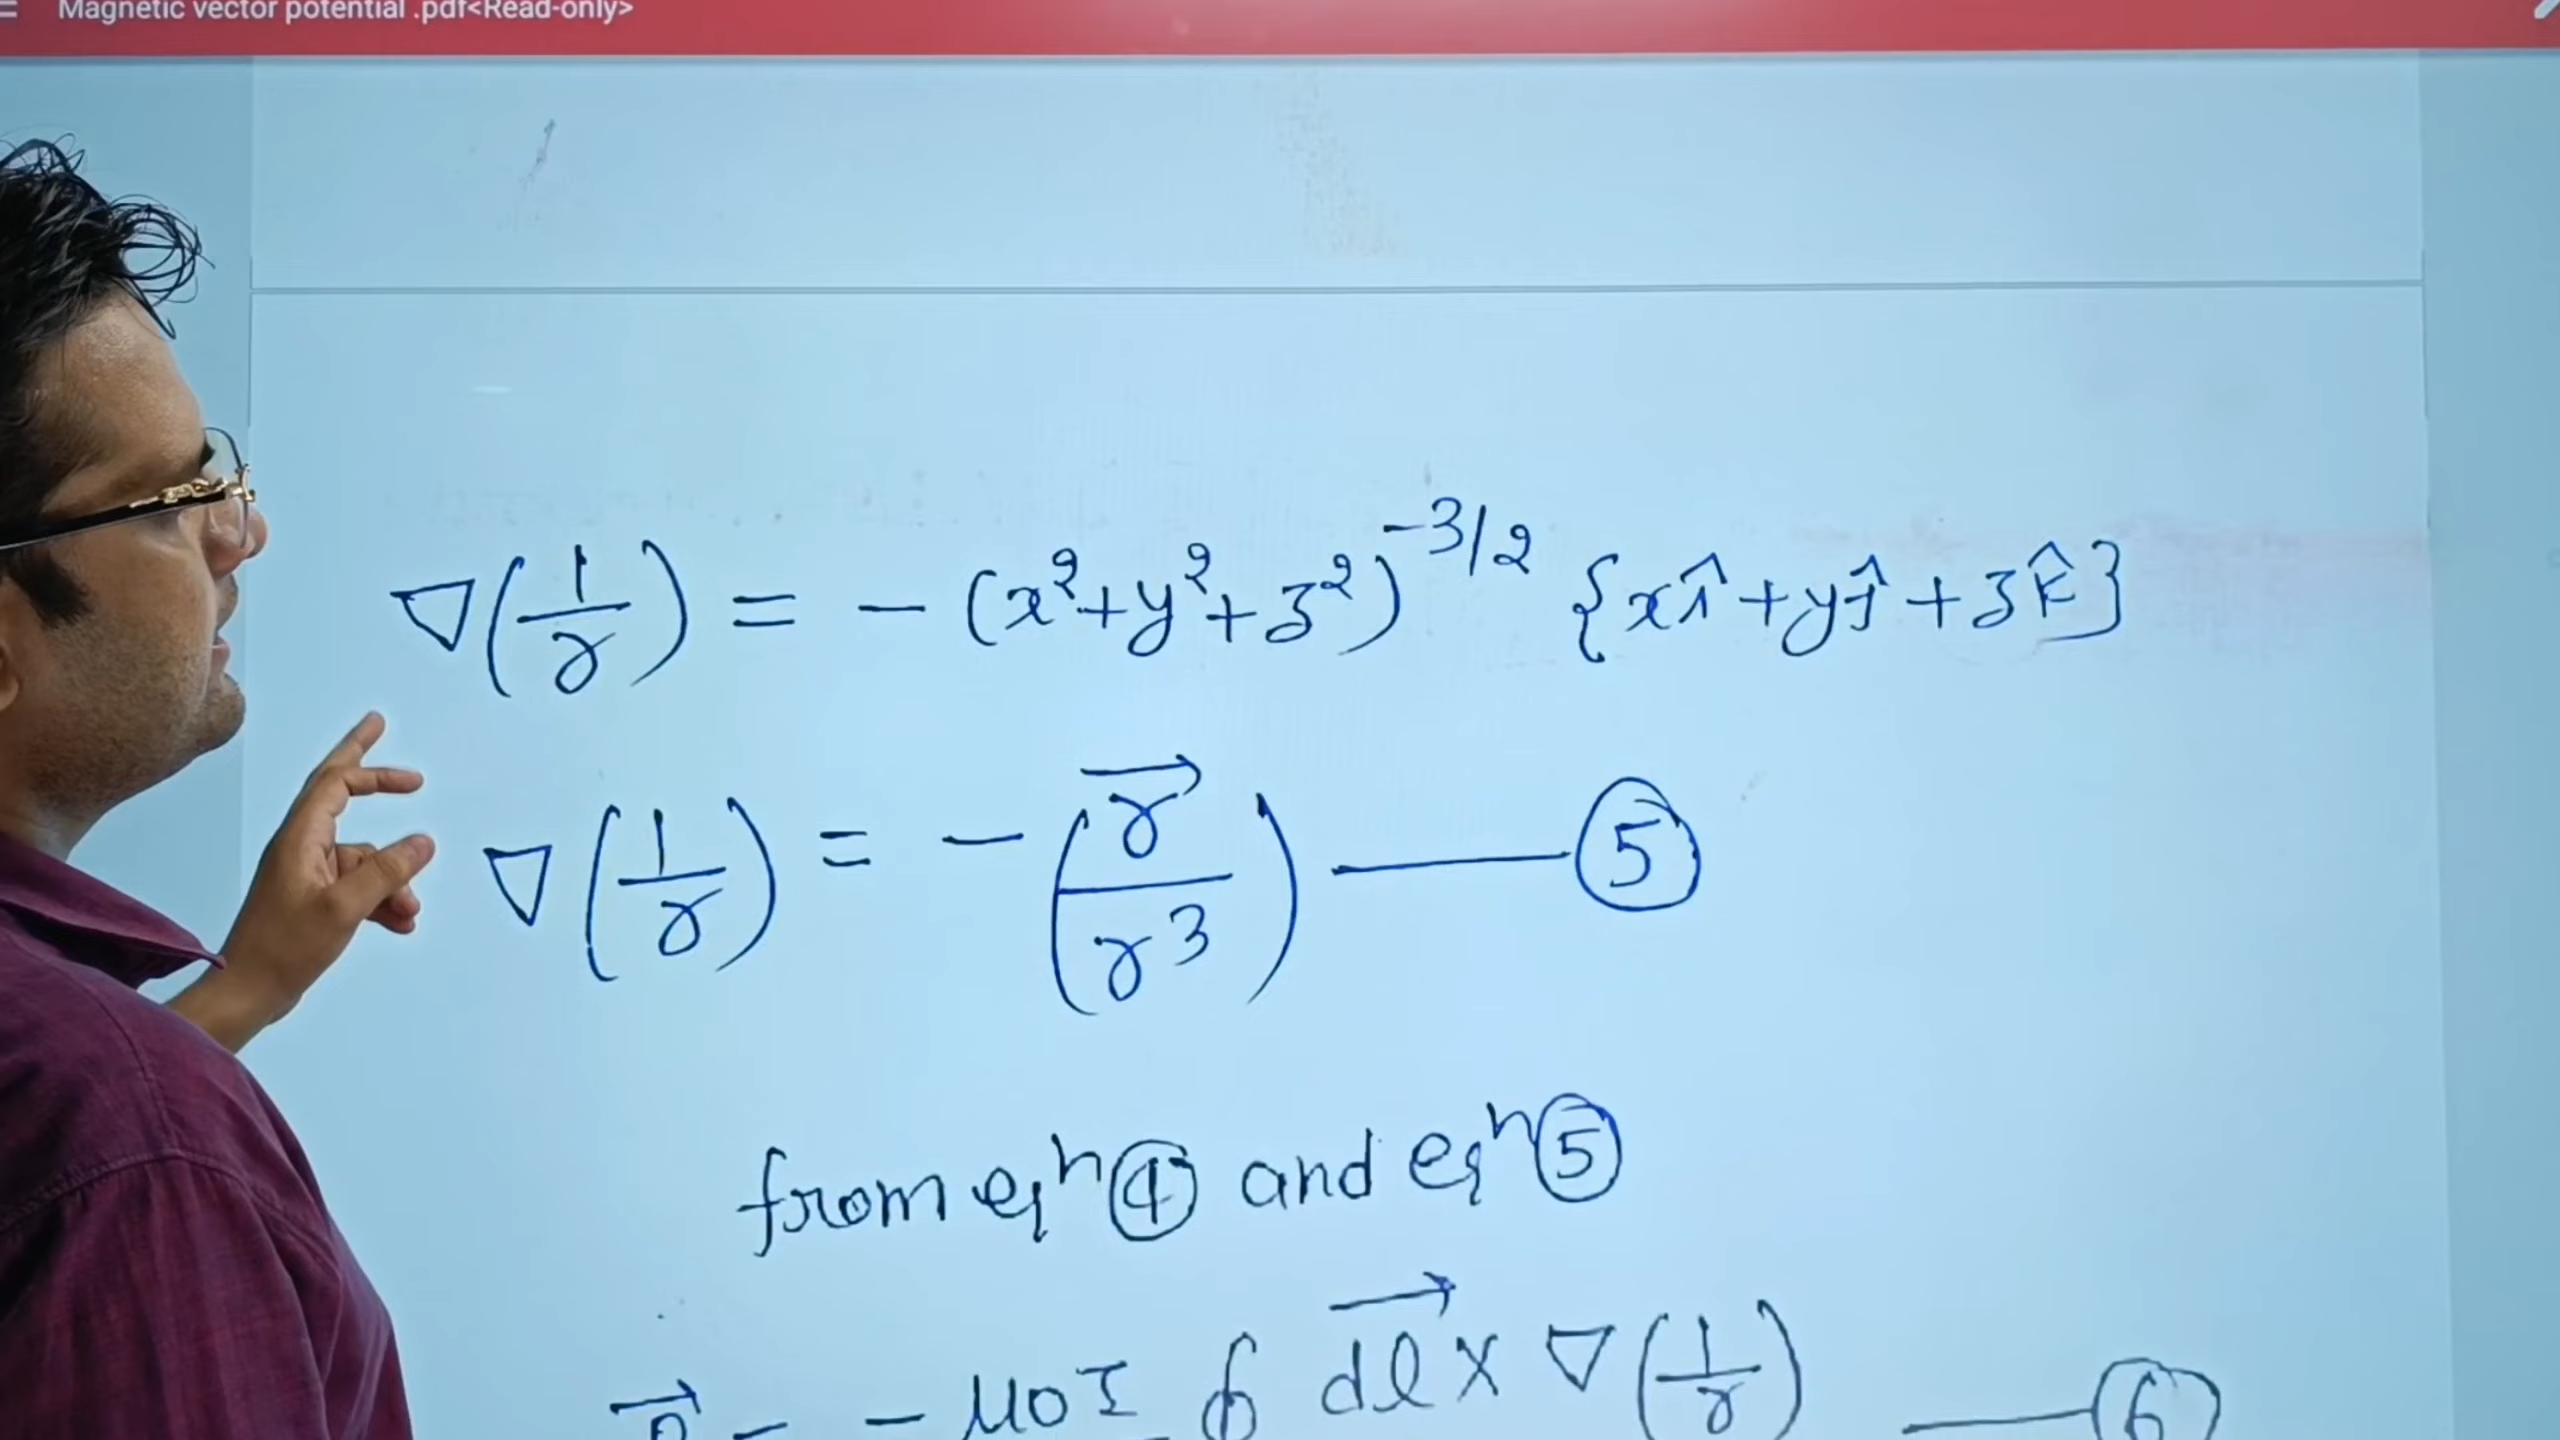 Magnetic vector potential .pdf<Read-only>
∇(1/r) = - (x²+y²+z²)^-3/2 {xî+yĵ+zk̂}
∇(1/r) = - (r⃗/r³) —— ⑤
from eqⁿ ④ and eqⁿ ⑤
= - μ0I ∮ d⃗l X ∇(1/r) —— ⑥